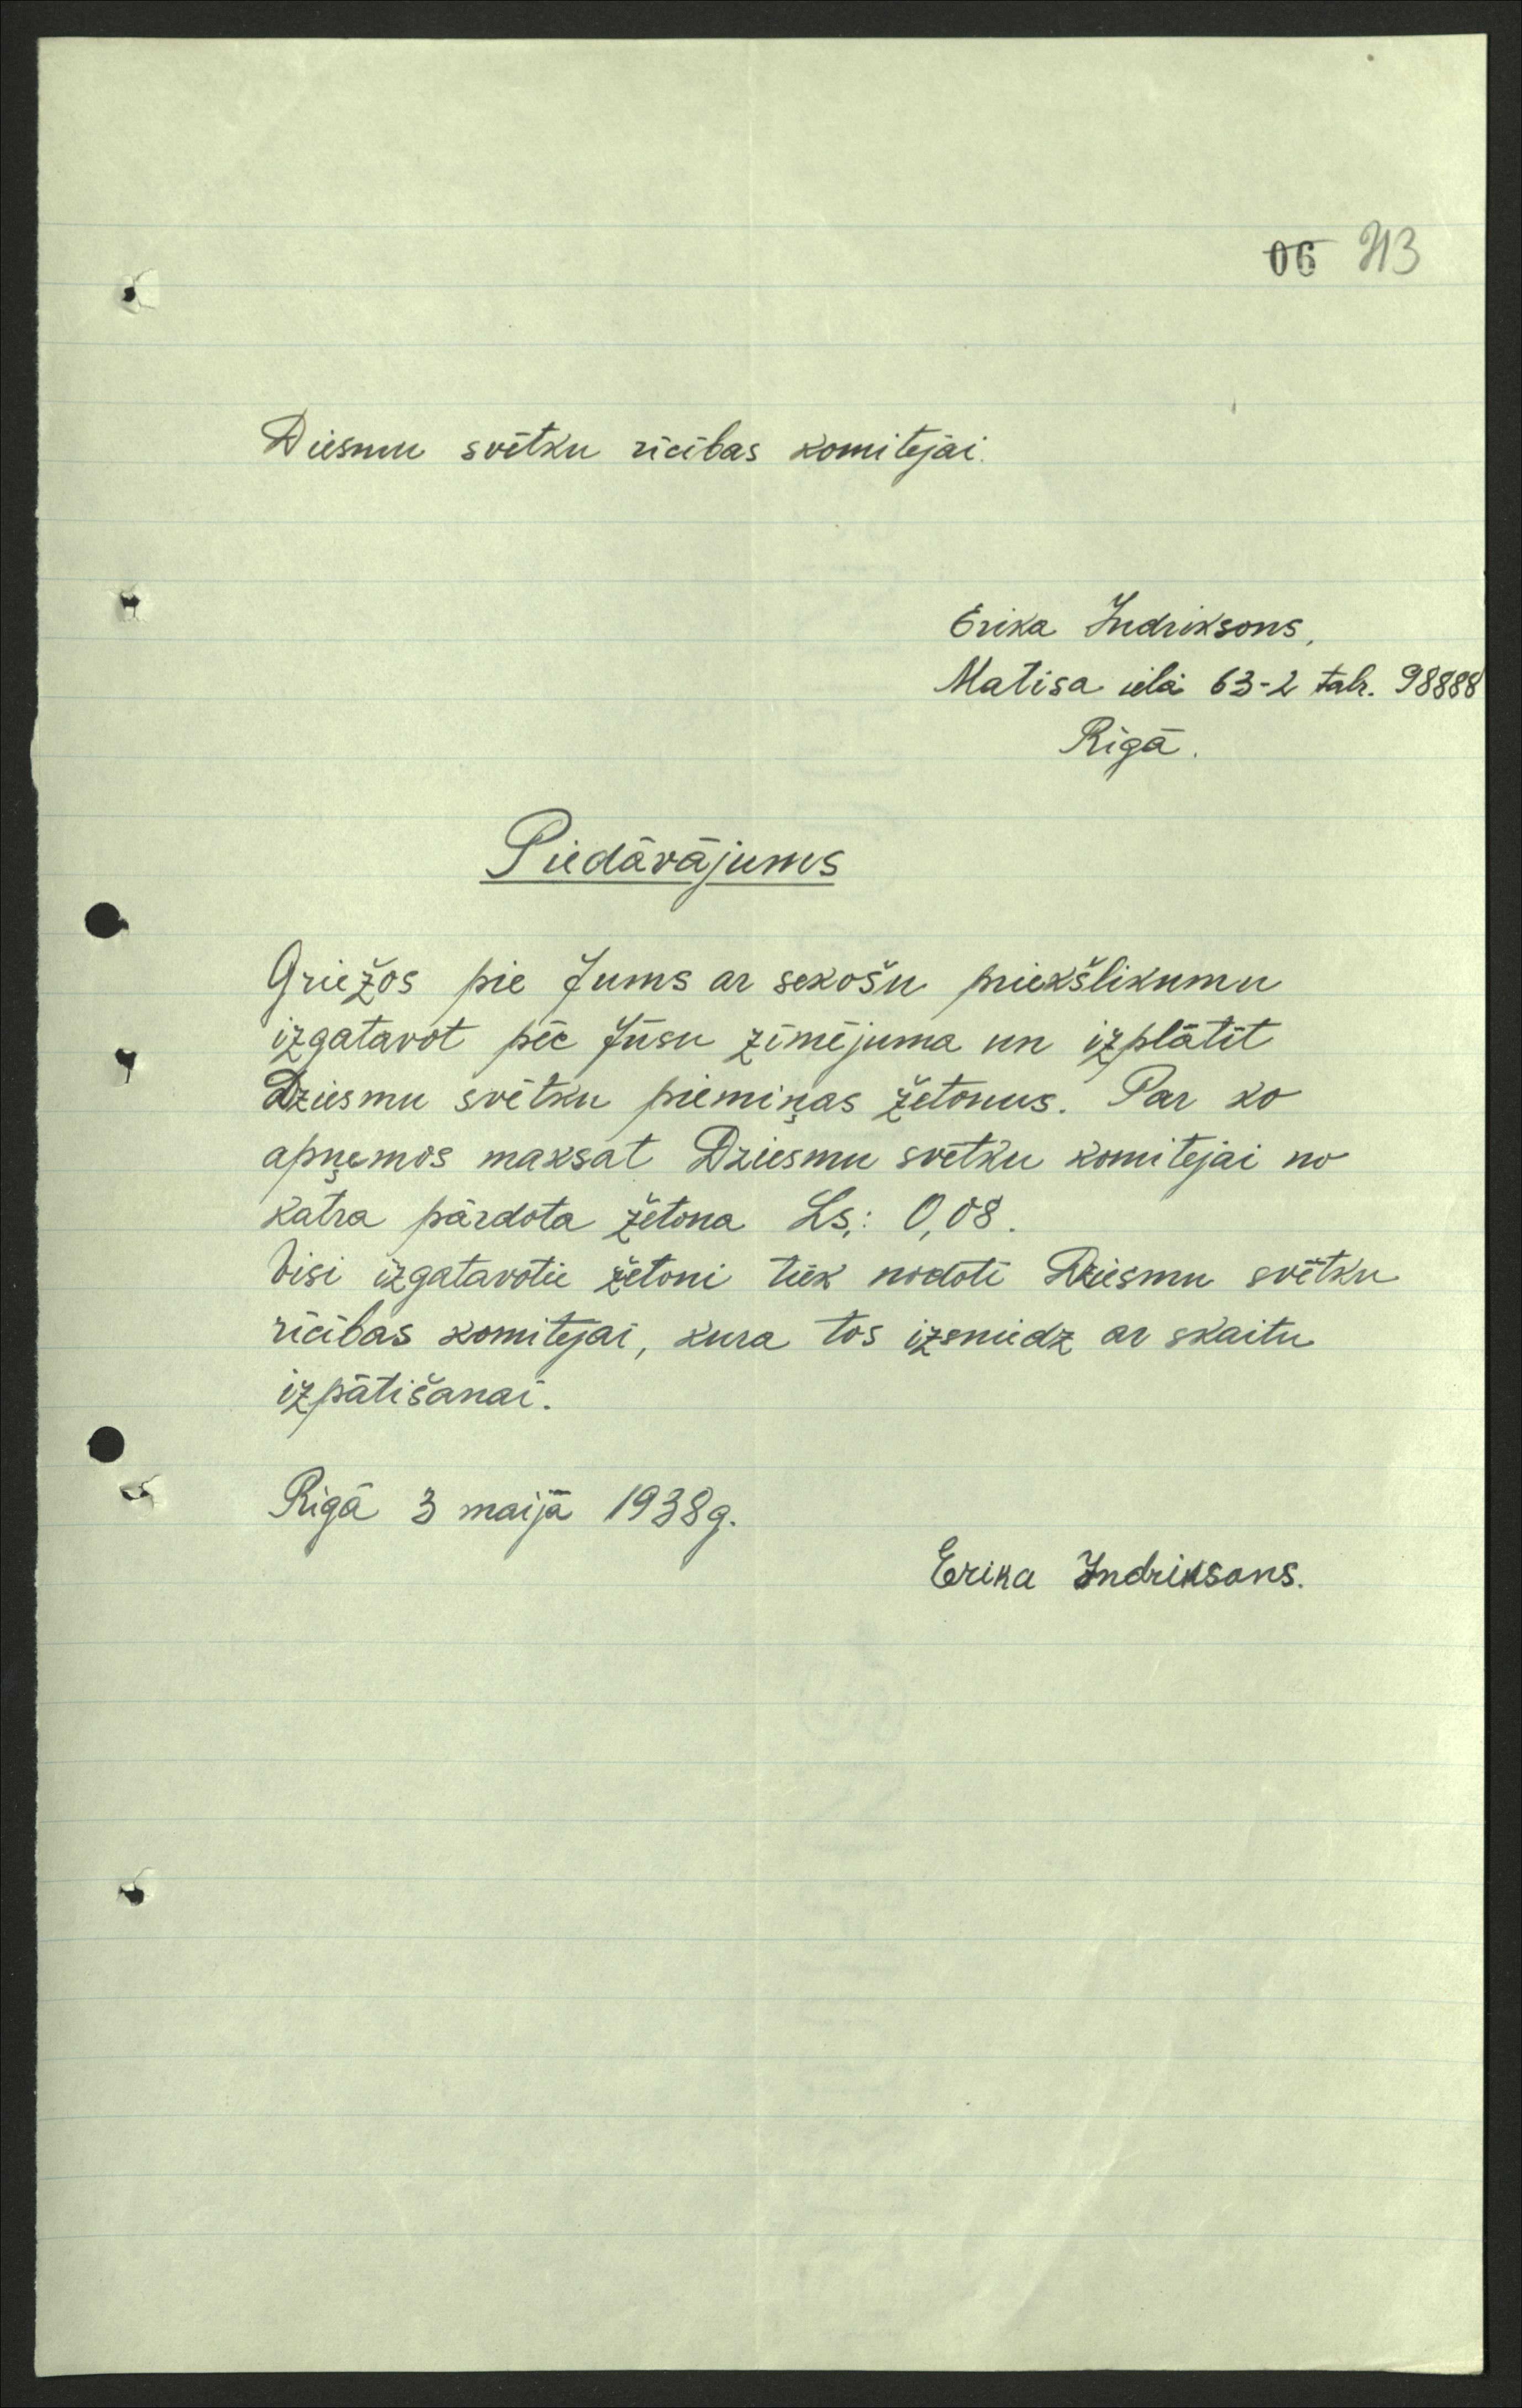 06 213
Diesmu svētku rīcības komitejai.
Erika Indriksons,
Matisa ielā 63-2 talr. 98888
Rīgā.
Piedāvājums
Griežos pie Jums ar sekošu priekšlikumu
izgatavot pēc Jūsu zīmējuma un izplātīt
Dziesmu svētku piemiņas žetonus. Par ko
apņemos maksat Dziesmu svētku komitejai no
katra pārdota žetona Ls,: 0,08.
Visi izgatavotie žetoni tiek nodoti Dziesmu svētku
rīcības komitejai, kura tos izsniedz ar skaitu
izpātišanai.
Rīgā 3 maijā 1938g.
Erika Indriksons.